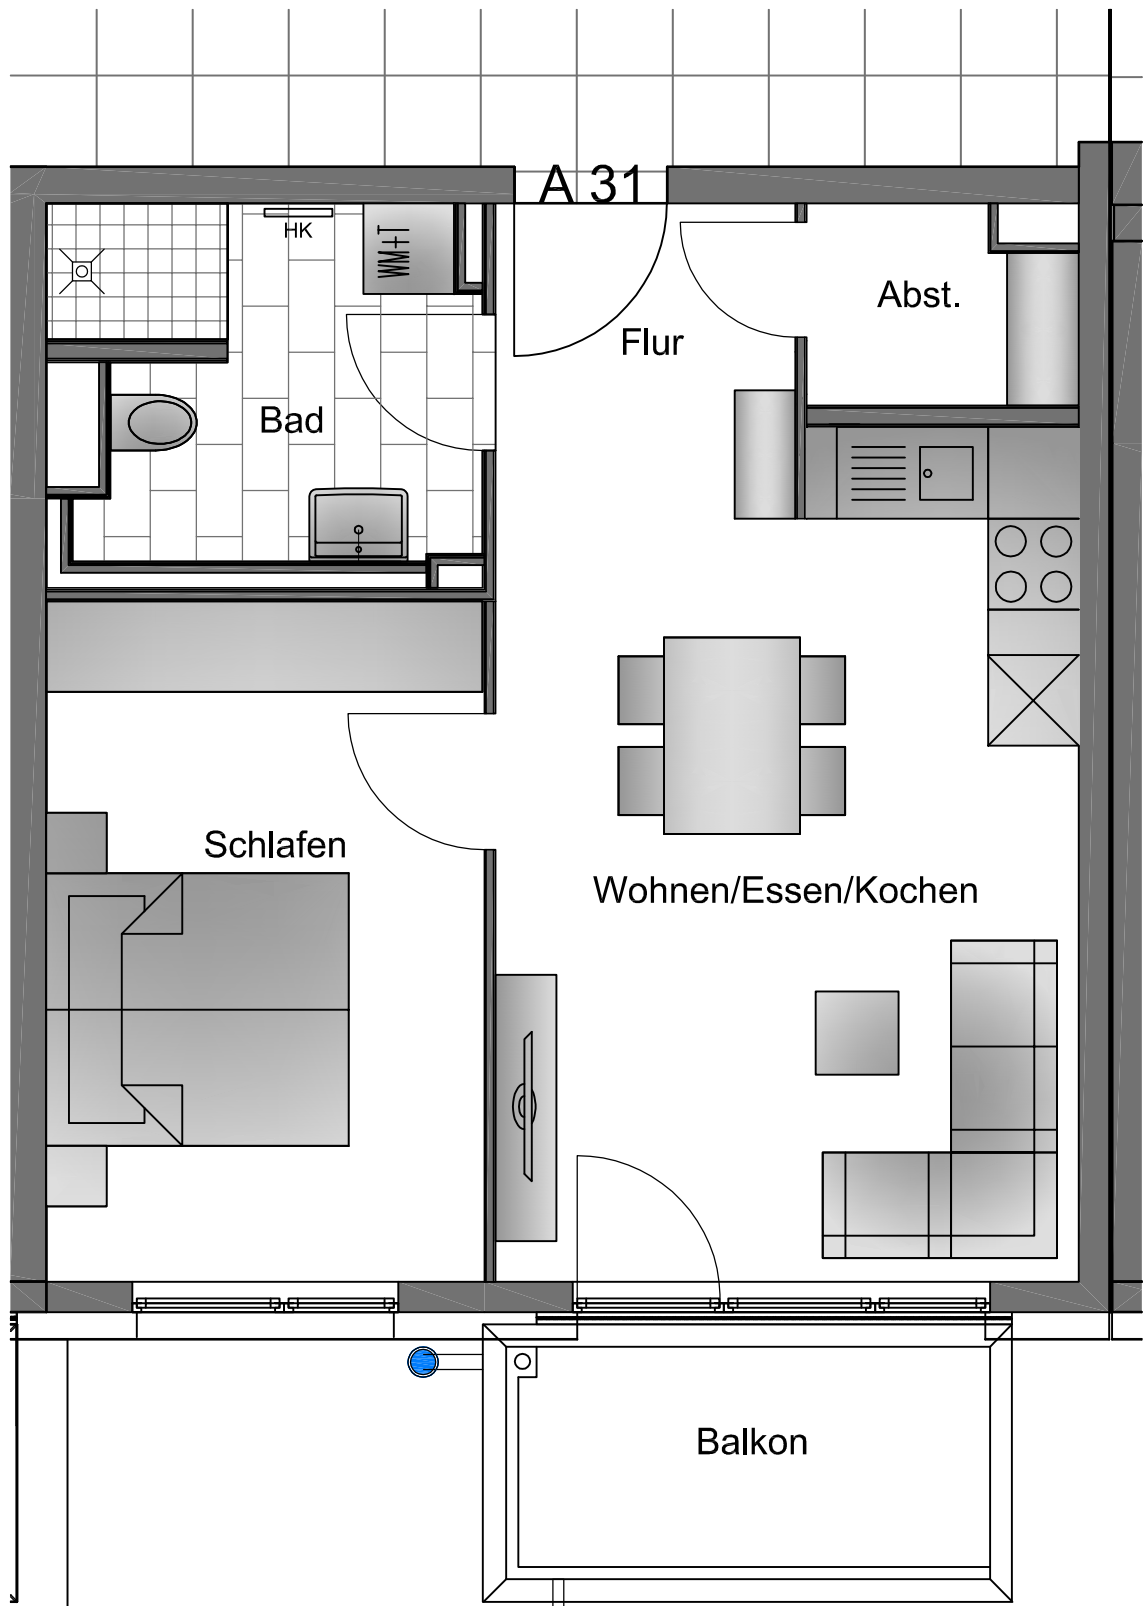 A 31
HK
WM+T
Abst.
Flur
Bad
Schlafen
Wohnen/Essen/Kochen
Balkon